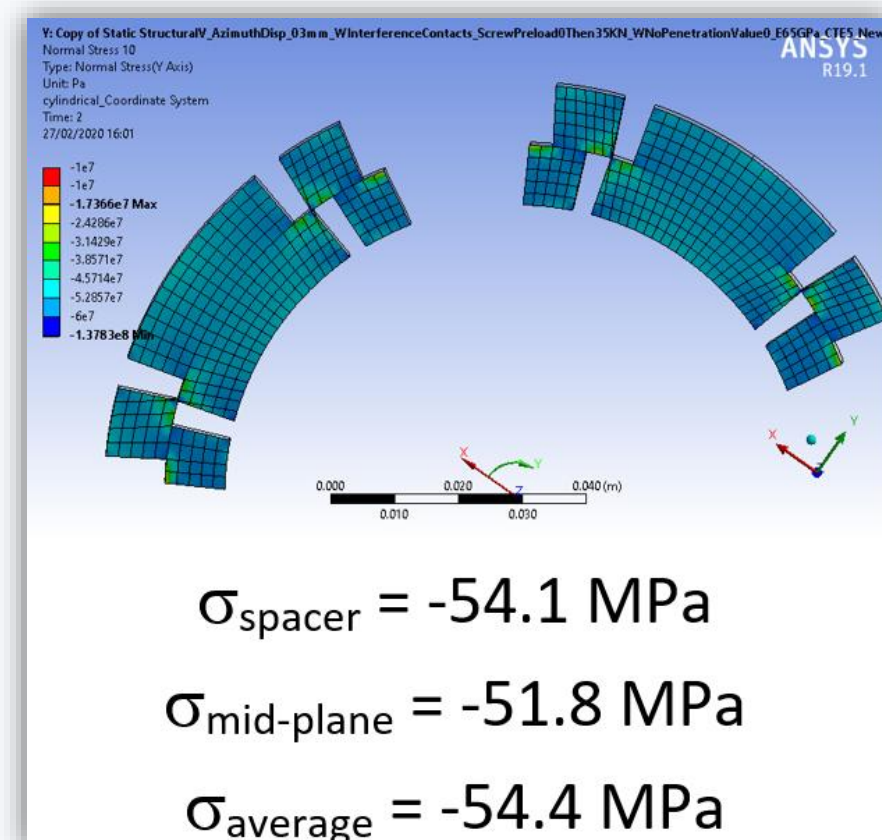 Y: Copy of Static StructuralV_AzimuthDisp_03mm_WInterferenceContacts_ScrewPreload0Then35KN_WNoPenetrationValue0_E65GPa_CTE5_New
Normal Stress 10
Type: Normal Stress(Y Axis)
Unit: Pa
cylindrical_Coordinate System
Time: 2
27/02/2020 16:01
ANSYS
R19.1
-1e7
-1e7
-1.7366e7 Max
-2.4286e7
-3.1429e7
-3.8571e7
-4.5714e7
-5.2857e7
-6e7
-1.3783e8 Min
X
Y
Z
X
Y
0.000
0.020
0.040 (m)
0.010
0.030
σspacer = -54.1 MPa
σmid-plane = -51.8 MPa
σaverage = -54.4 MPa